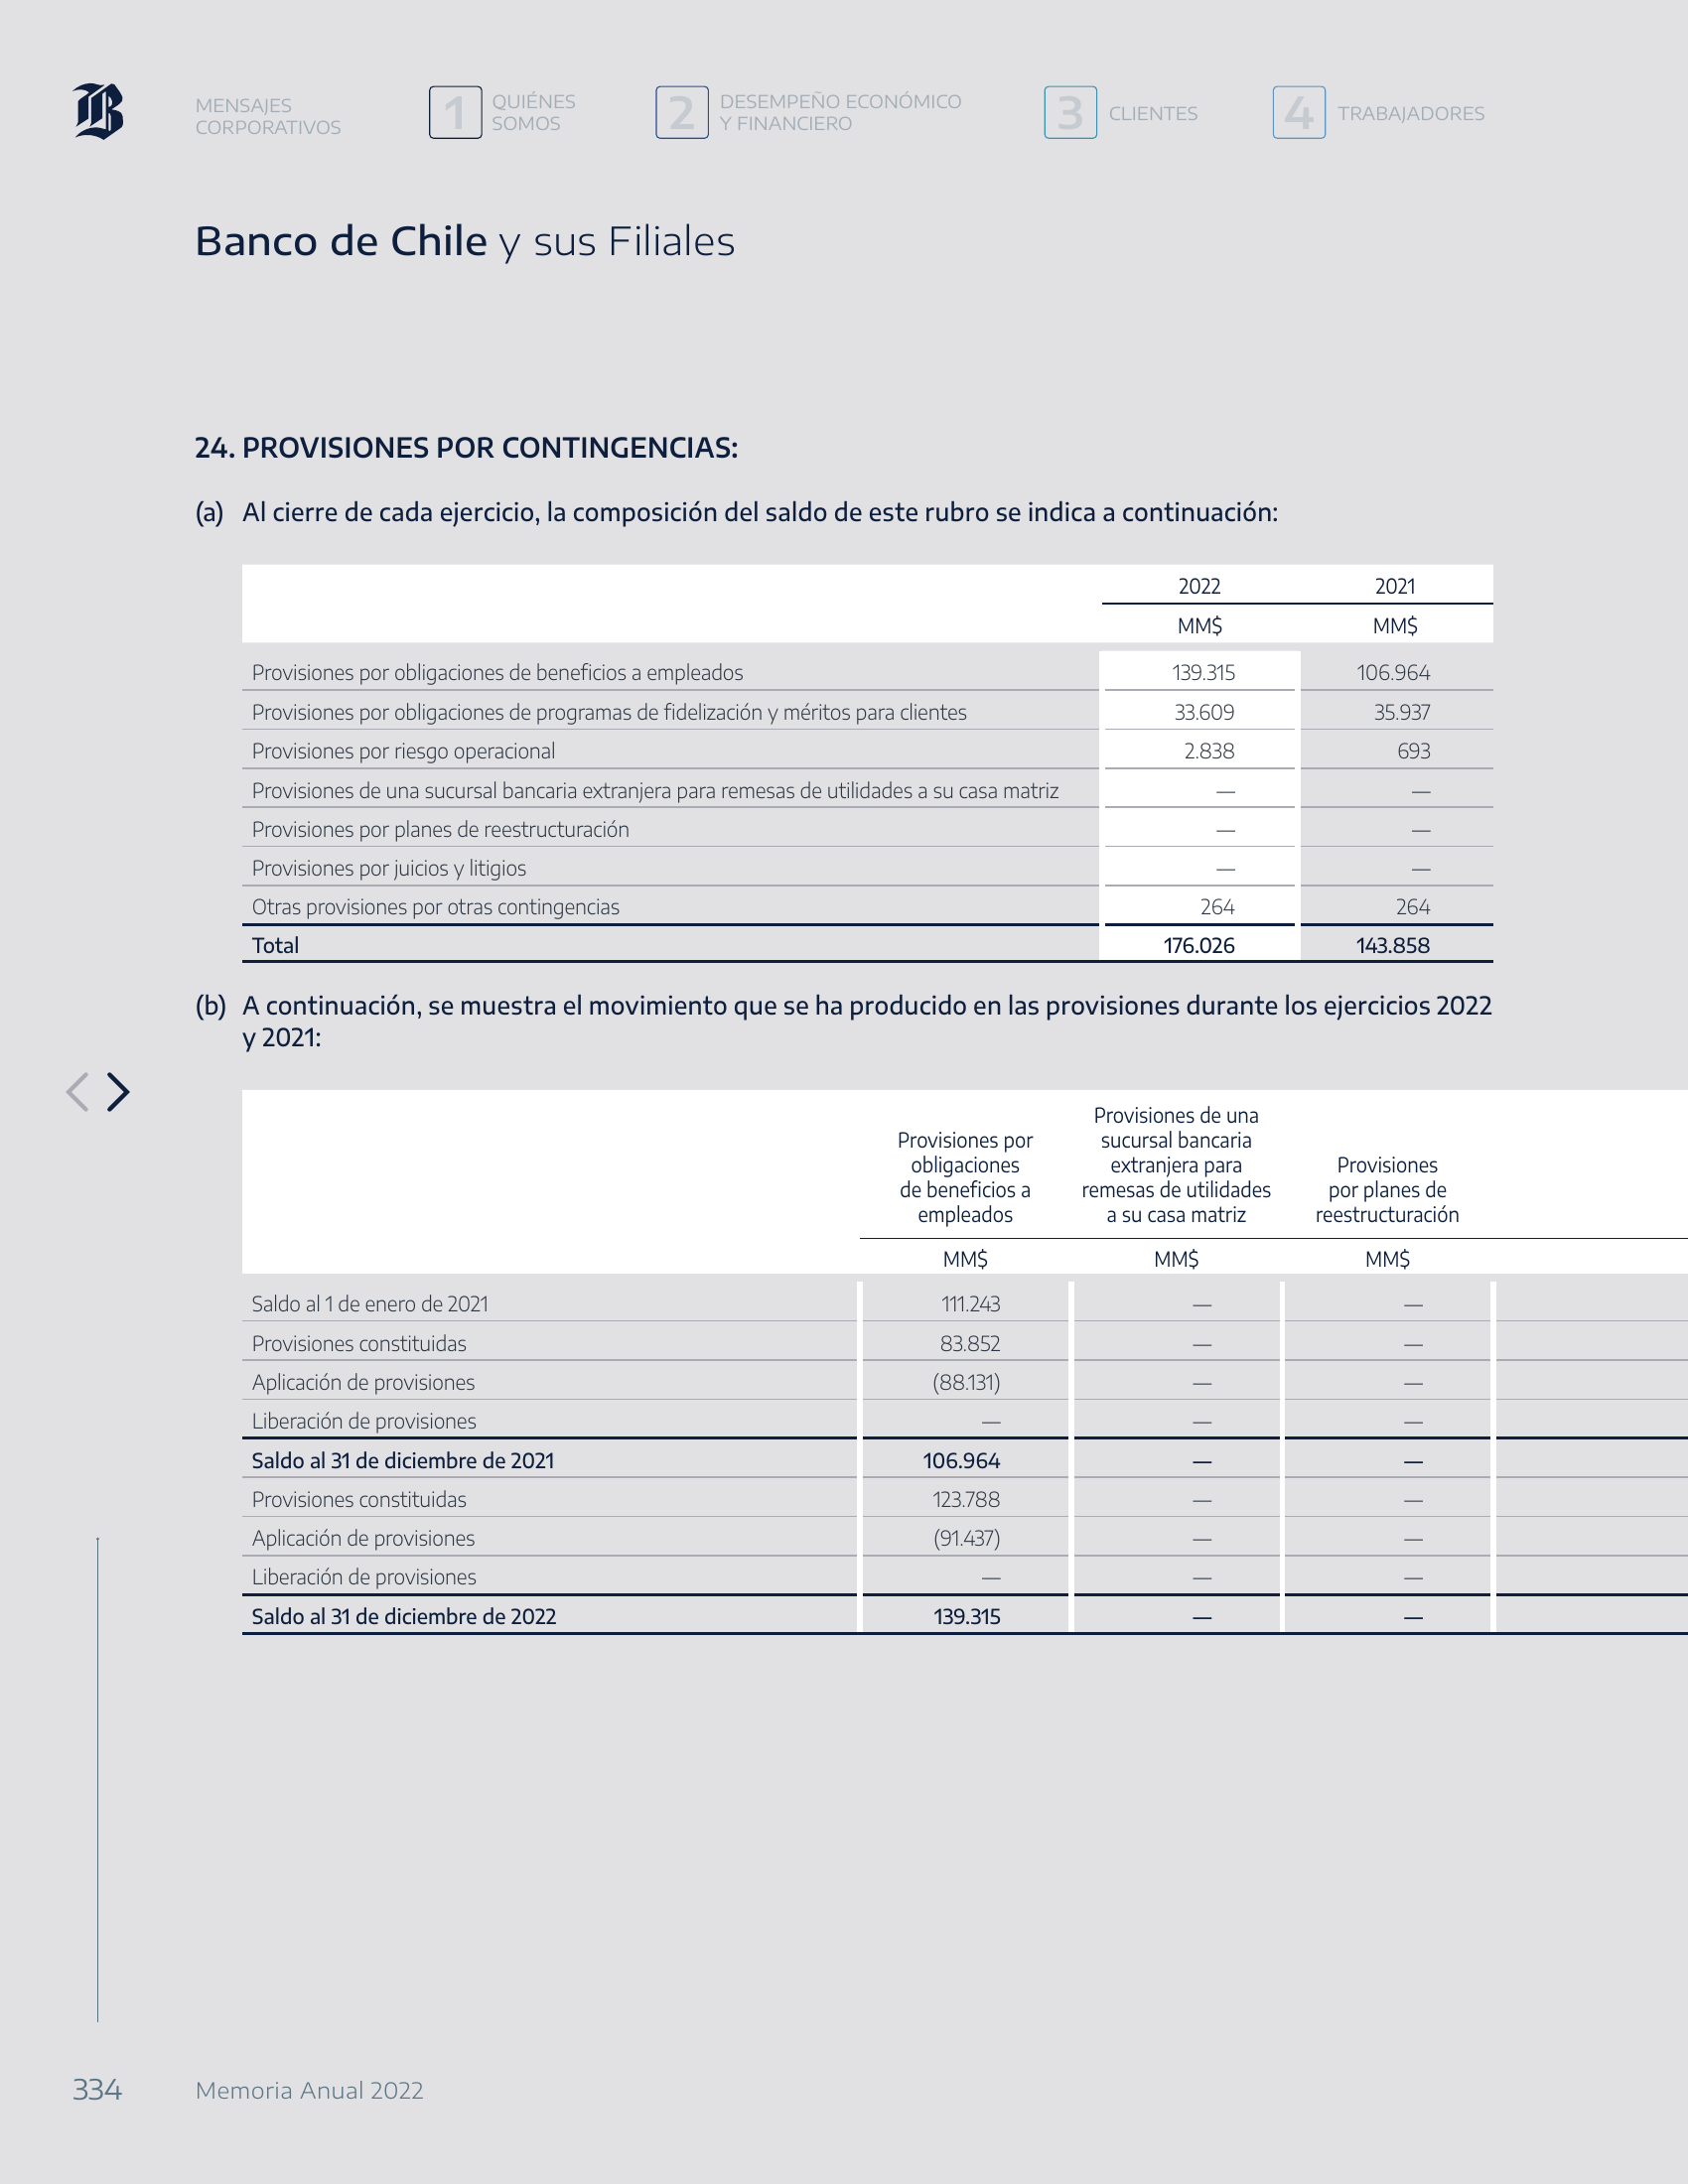 MENSAJES
CORPORATIVOS
1 QUIÉNES
SOMOS
2 DESEMPEÑO ECONÓMICO
Y FINANCIERO
3 CLIENTES
4 TRABAJADORES
Banco de Chile y sus Filiales
24. PROVISIONES POR CONTINGENCIAS:
(a) Al cierre de cada ejercicio, la composición del saldo de este rubro se indica a continuación:
2022 2021
MM$ MM$
Provisiones por obligaciones de beneficios a empleados 139.315 106.964
Provisiones por obligaciones de programas de fidelización y méritos para clientes 33.609 35.937
Provisiones por riesgo operacional 2.838 693
Provisiones de una sucursal bancaria extranjera para remesas de utilidades a su casa matriz — —
Provisiones por planes de reestructuración — —
Provisiones por juicios y litigios — —
Otras provisiones por otras contingencias 264 264
Total 176.026 143.858
(b) A continuación, se muestra el movimiento que se ha producido en las provisiones durante los ejercicios 2022
y 2021:
Provisiones por
obligaciones
de beneficios a
empleados
Provisiones de una
sucursal bancaria
extranjera para
remesas de utilidades
a su casa matriz
Provisiones
por planes de
reestructuración
MM$ MM$ MM$
Saldo al 1 de enero de 2021 111.243 — —
Provisiones constituidas 83.852 — —
Aplicación de provisiones (88.131) — —
Liberación de provisiones — — —
Saldo al 31 de diciembre de 2021 106.964 — —
Provisiones constituidas 123.788 — —
Aplicación de provisiones (91.437) — —
Liberación de provisiones — — —
Saldo al 31 de diciembre de 2022 139.315 — —
334 Memoria Anual 2022